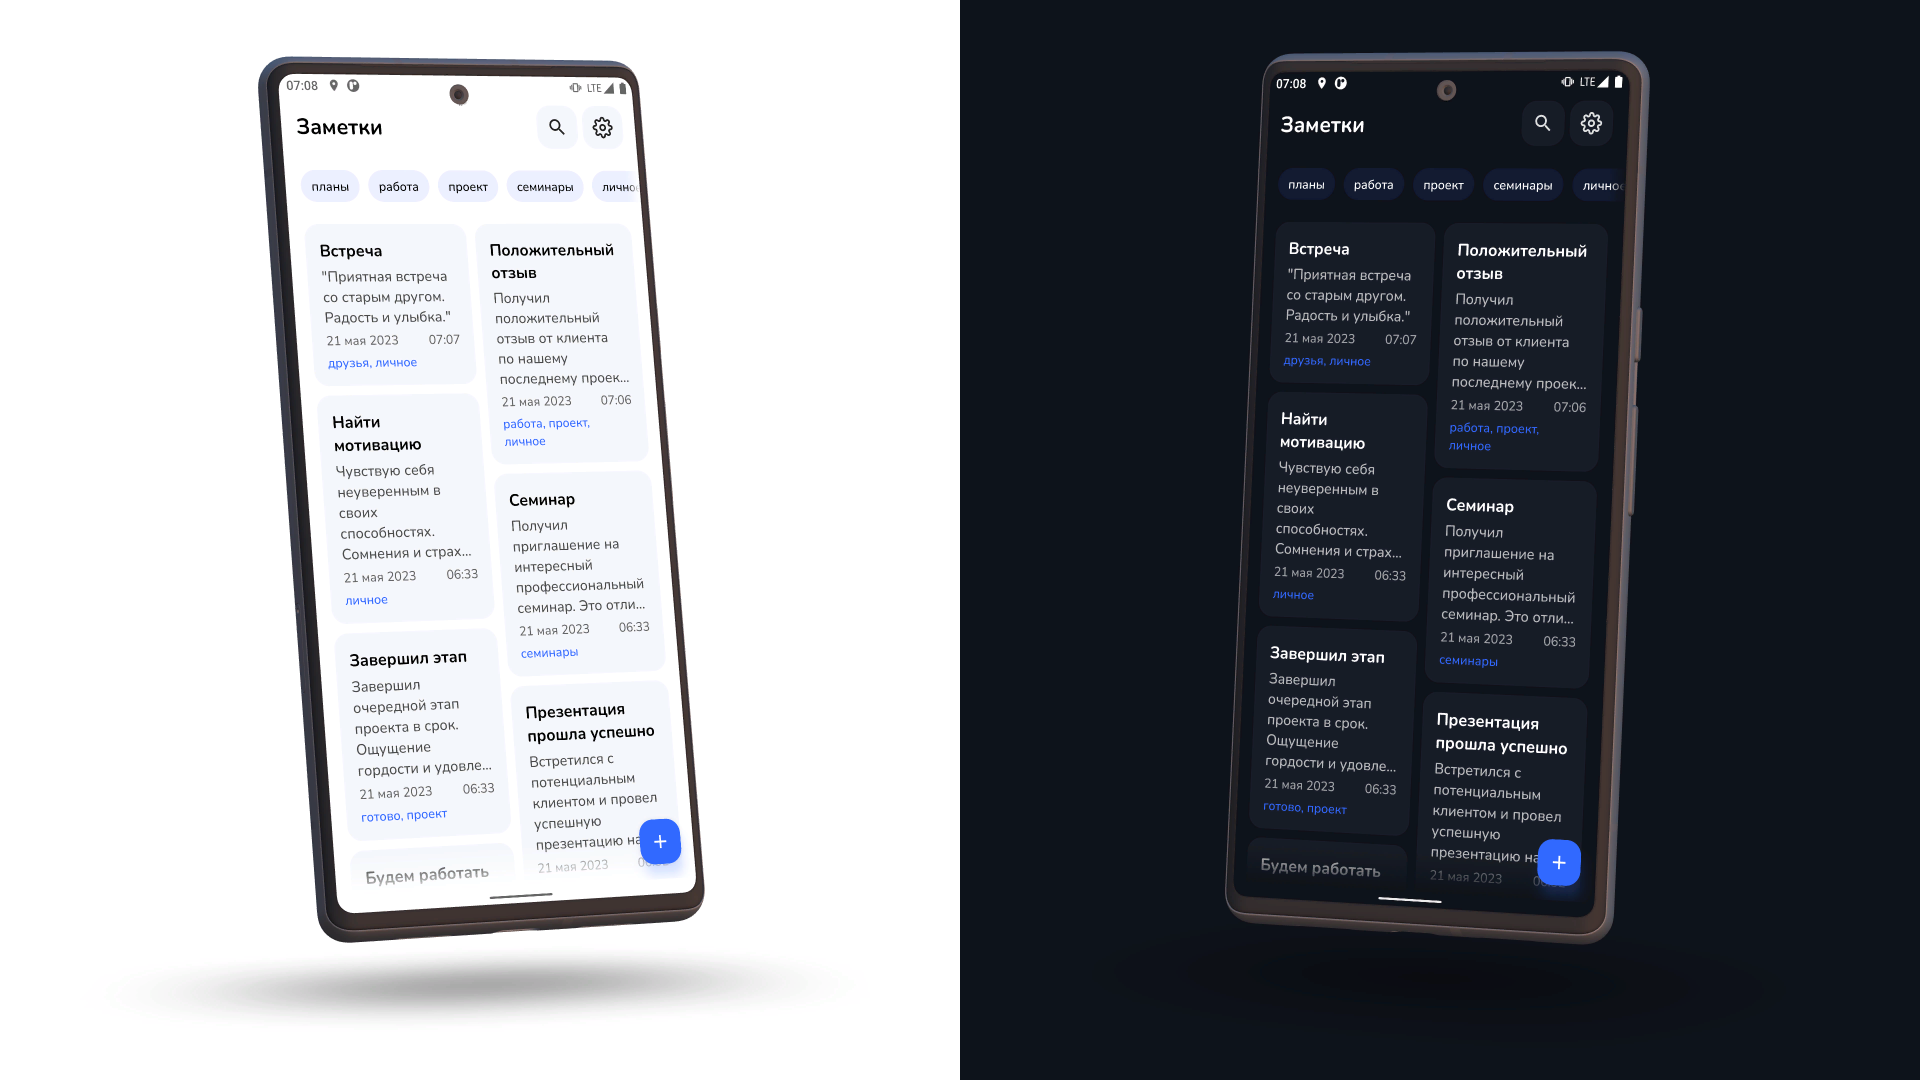 07:08
LTE
Заметки
планы
работа
проект
семинары
Встреча
"Приятная встреча
со старым другом.
Радость и улыбка."
21 мая 2023 07:07
друзья, личное
Найти
мотивацию
Чувствую себя
неуверенным в
своих
способностях.
Сомнения и страх...
21 мая 2023 06:33
личное
Завершил этап
Завершил
очередной этап
проекта в срок.
Ощущение
гордости и удовле...
21 мая 2023 06:33
готово, проект
Будем работать
Положительный
отзыв
Получил
положительный
отзыв от клиента
по нашему
последнему проек...
21 мая 2023 07:06
работа, проект,
личное
Семинар
Получил
приглашение на
интересный
профессиональный
семинар. Это отли...
21 мая 2023 06:33
семинары
Презентация
прошла успешно
Встретился с
потенциальным
клиентом и провел
успешную
презентацию на
21 мая 2023
+
07:08
LTE
Заметки
планы
работа
проект
семинары
личное
Встреча
"Приятная встреча
со старым другом.
Радость и улыбка."
21 мая 2023 07:07
друзья, личное
Найти
мотивацию
Чувствую себя
неуверенным в
своих
способностях.
Сомнения и страх...
21 мая 2023 06:33
личное
Завершил этап
Завершил
очередной этап
проекта в срок.
Ощущение
гордости и удовле...
21 мая 2023 06:33
готово, проект
Будем работать
Положительный
отзыв
Получил
положительный
отзыв от клиента
по нашему
последнему проек...
21 мая 2023 07:06
работа, проект,
личное
Семинар
Получил
приглашение на
интересный
профессиональный
семинар. Это отли...
21 мая 2023 06:33
семинары
Презентация
прошла успешно
Встретился с
потенциальным
клиентом и провел
успешную
презентацию на
21 мая 2023
+